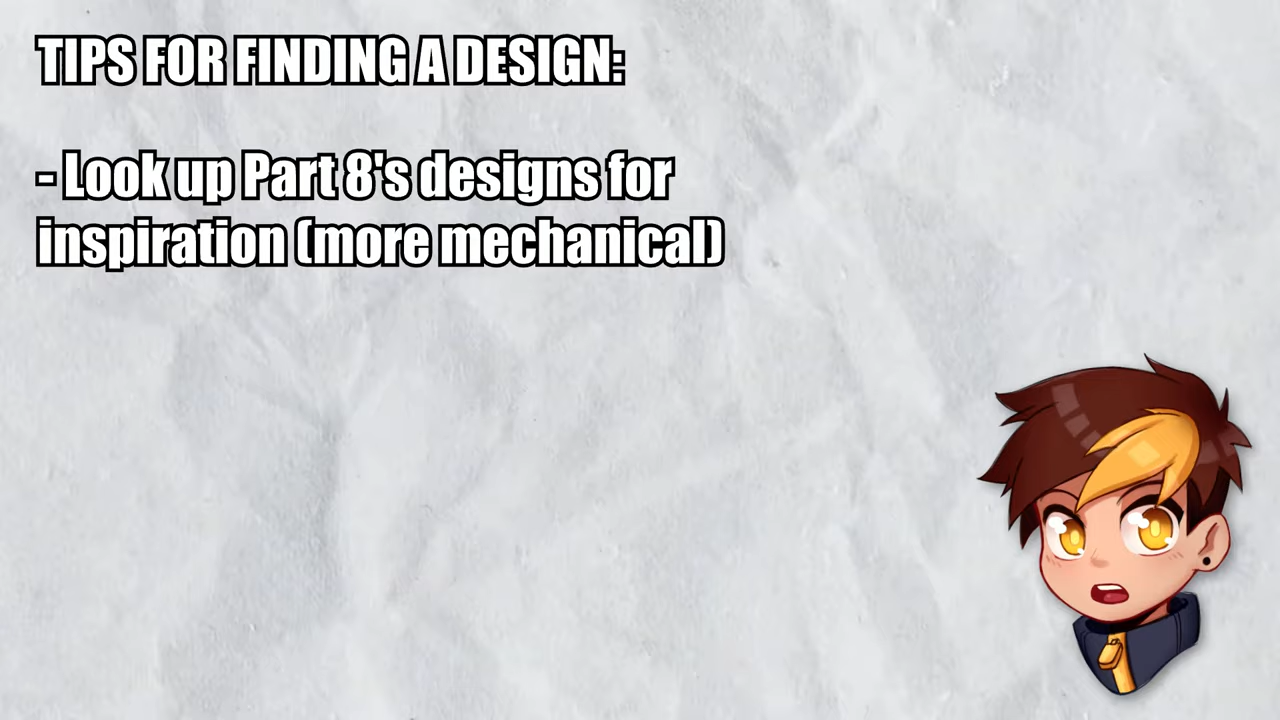 TIPS FOR FINDING A DESIGN:
- Look up Part 8's designs for
inspiration (more mechanical)